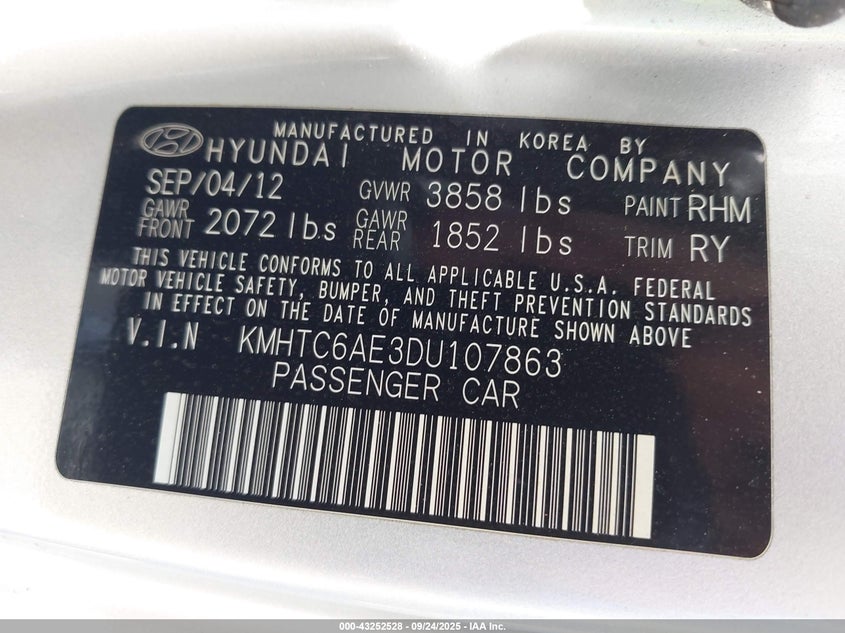 MANUFACTURED IN KOREA BY
HYUNDAI MOTOR COMPANY
SEP/04/12 GVWR 3858 lbs PAINT RHM
GAWR FRONT 2072 lbs GAWR REAR 1852 lbs TRIM RY
THIS VEHICLE CONFORMS TO ALL APPLICABLE U.S.A. FEDERAL
MOTOR VEHICLE SAFETY, BUMPER, AND THEFT PREVENTION STANDARDS
IN EFFECT ON THE DATE OF MANUFACTURE SHOWN ABOVE
V.I.N KMHTC6AE3DU107863
PASSENGER CAR
000-43252528 - 09/24/2025 - IAA Inc.